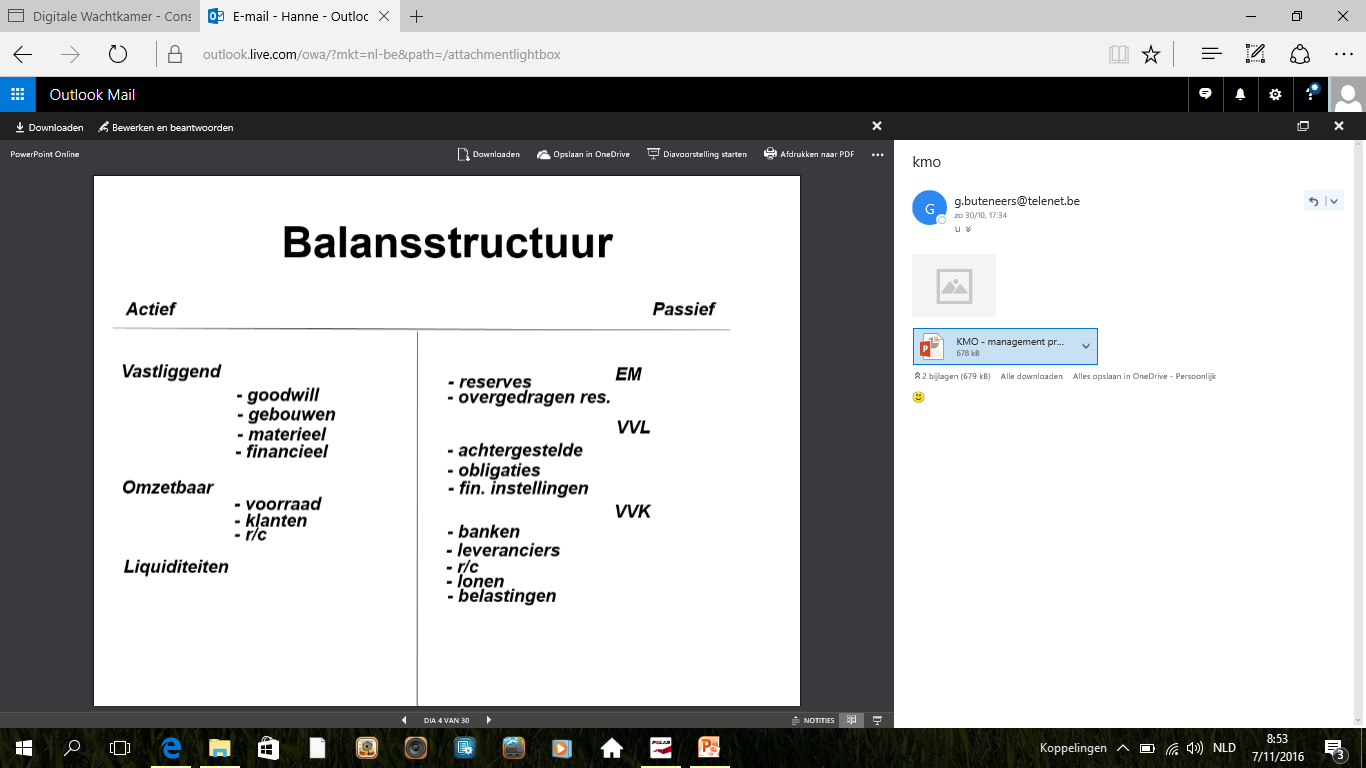 Digitale Wachtkamer - Cons
E-mail - Hanne - Outloc
outlook.live.com/owa/?mkt=nl-be&path=/attachmentlightbox
Outlook Mail
Downloaden
Bewerken en beantwoorden
PowerPoint Online
Downloaden
Opslaan in OneDrive
Diavoorstelling starten
Afdrukken naar PDF
Balansstructuur
Actief
Passief
Vastliggend
- goodwill
- gebouwen
- materieel
- financieel
Omzetbaar
- voorraad
- klanten
- r/c
Liquiditeiten
EM
- reserves
- overgedragen res.
VVL
- achtergestelde
- obligaties
- fin. instellingen
VVK
- banken
- leveranciers
- r/c
- lonen
- belastingen
DIA 4 VAN 30
NOTITIES
kmo
G
g.buteneers@telenet.be
zo 30/10, 17:34
U
KMO - management pr...
678 kB
2 bijlagen (679 kB)
Alle downloaden
Alles opslaan in OneDrive - Persoonlijk
Koppelingen
NLD
8:53
7/11/2016
3